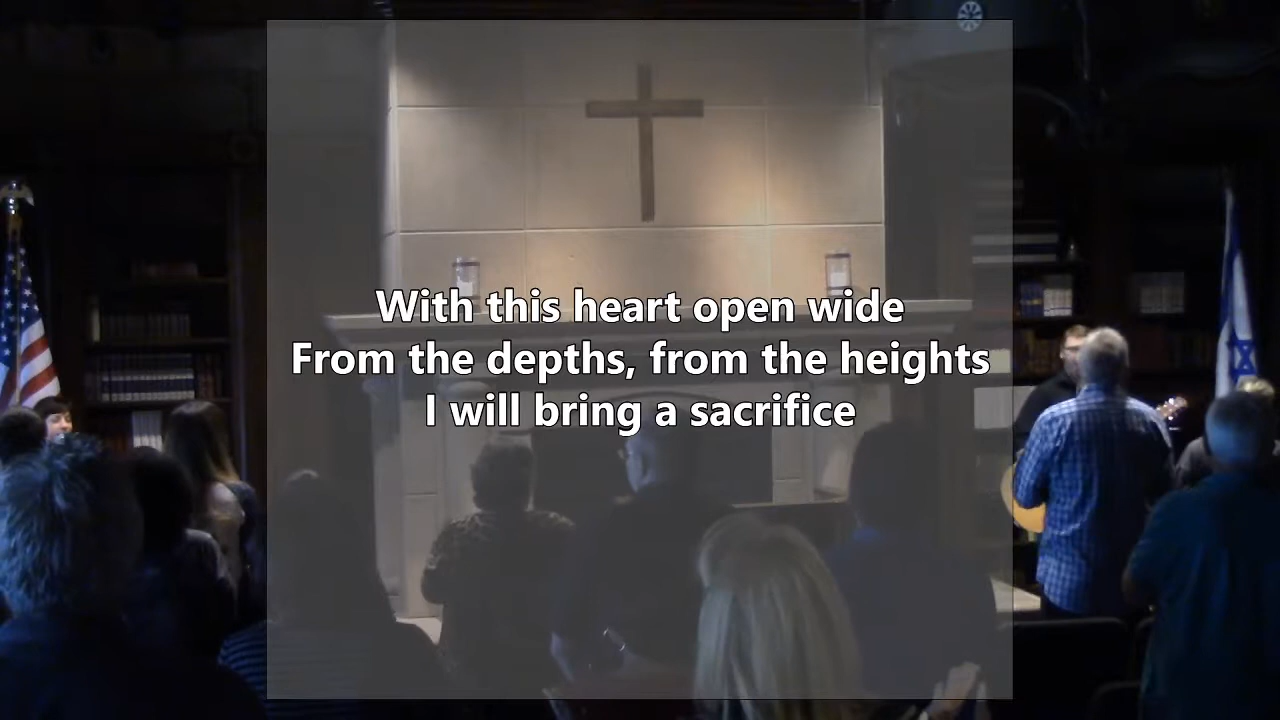 With this heart open wide
From the depths, from the heights
I will bring a sacrifice